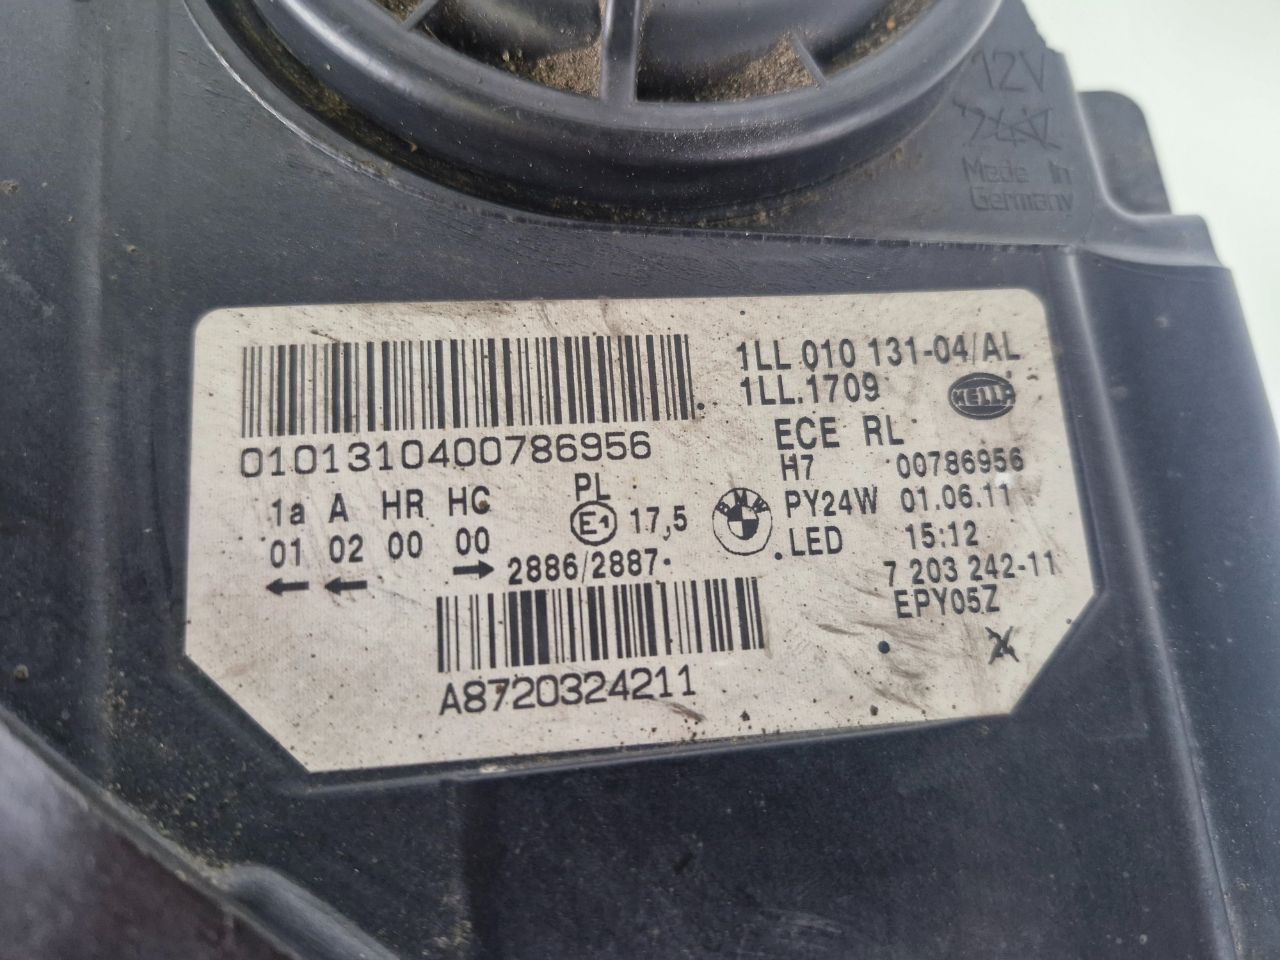 12V
24V
Made in
Germany
1LL 010 131-04/AL
1LL.1709
HELLA
0101310400786956
ECE RL
H7 00786956
1a A HR HC PL
01 02 00 00 E1 17,5
BMW
PY24W 01.06.11
LED 15:12
← ← → 2886/2887
7 203 242-11
EPY05Z
A8720324211